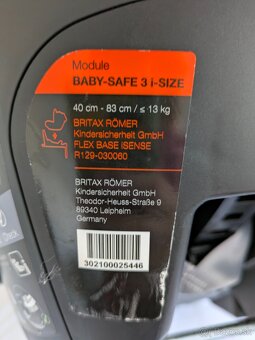 Module
BABY-SAFE 3 i-SIZE
40 cm - 83 cm / ≤ 13 kg
BRITAX RÖMER
Kindersicherheit GmbH
FLEX BASE iSENSE
R129-030060
BRITAX RÖMER
Kindersicherheit GmbH
Theodor-Heuss-Straße 9
89340 Leipheim
Germany
302100025446